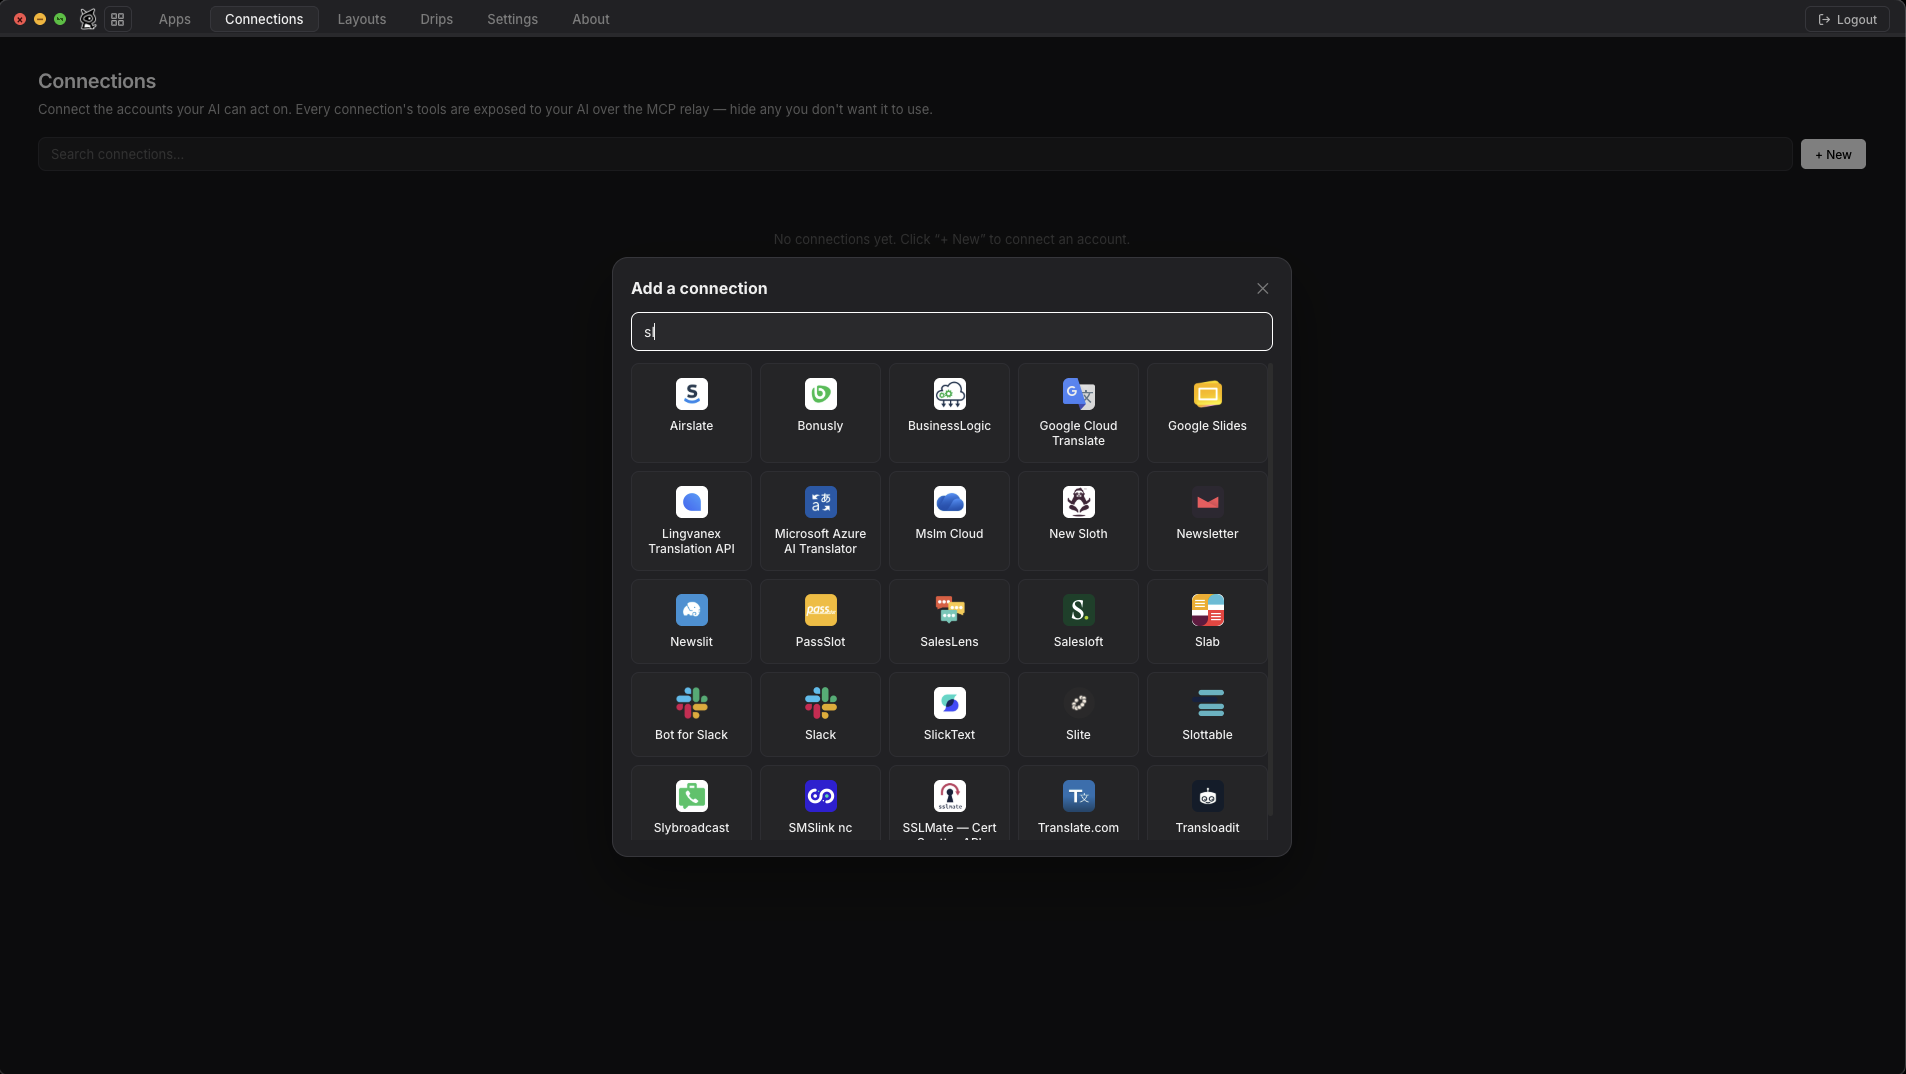 Apps
Connections
Layouts
Drips
Settings
About
Logout
Connections
Connect the accounts your AI can act on. Every connection's tools are exposed to your AI over the MCP relay — hide any you don't want it to use.
Search connections...
+ New
No connections yet. Click "+ New" to connect an account.
Add a connection
sl
Airslate
Bonusly
BusinessLogic
Google Cloud
Translate
Google Slides
Lingvanex
Translation API
Microsoft Azure
AI Translator
Mslm Cloud
New Sloth
Newsletter
Newslit
PassSlot
SalesLens
Salesloft
Slab
Bot for Slack
Slack
SlickText
Slite
Slottable
Slybroadcast
SMSlink nc
SSLMate — Cert
Translate.com
Transloadit